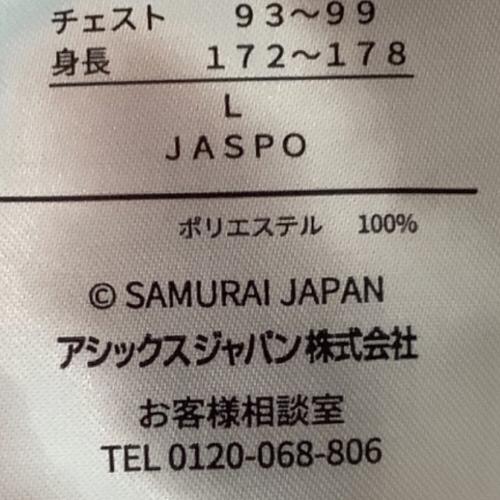 チェスト 93〜99
身長 172〜178
L
JASPO
ポリエステル 100%
© SAMURAI JAPAN
アシックスジャパン株式会社
お客様相談室
TEL 0120-068-806